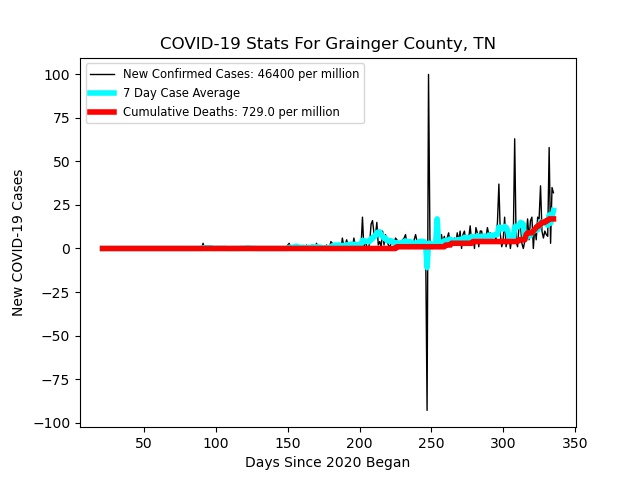 COVID-19 Stats For Grainger County, TN
New Confirmed Cases: 46400 per million
7 Day Case Average
Cumulative Deaths: 729.0 per million
New COVID-19 Cases
100
75
50
25
0
−25
−50
−75
−100
50 100 150 200 250 300 350
Days Since 2020 Began